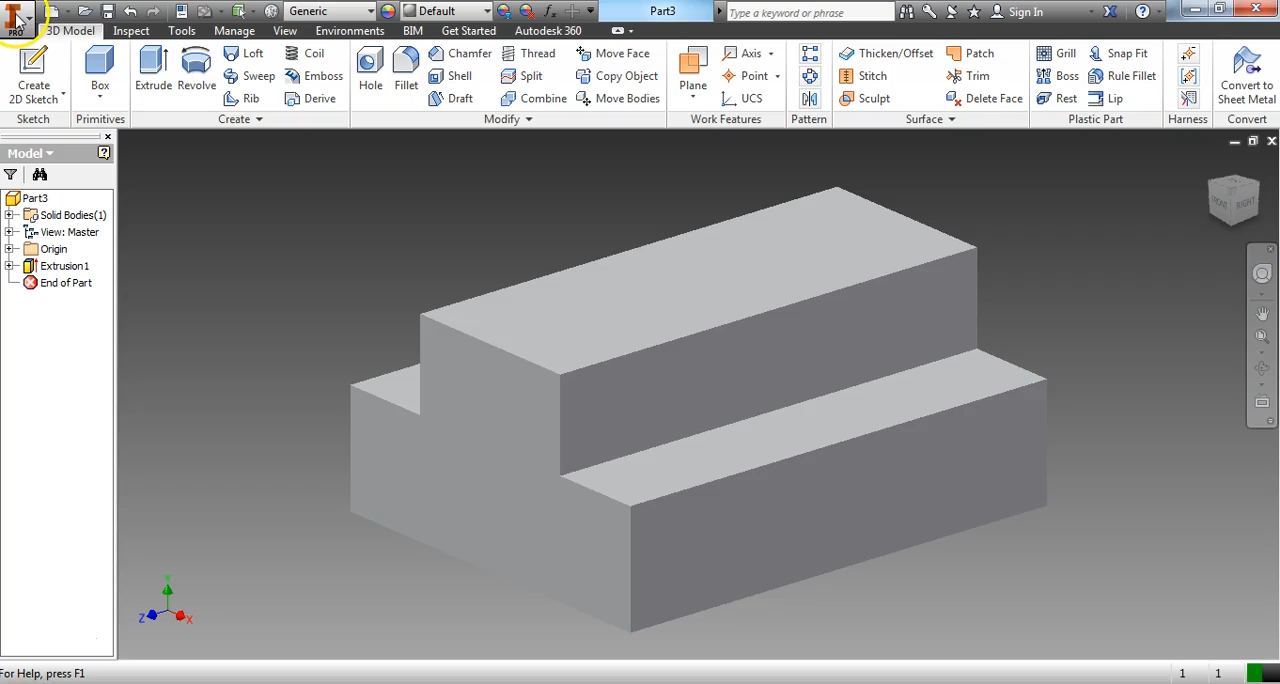 PRO
Generic
Default
Part3
Type a keyword or phrase
Sign In
3D Model
Inspect
Tools
Manage
View
Environments
BIM
Get Started
Autodesk 360
Create
2D Sketch
Sketch
Box
Primitives
Extrude
Revolve
Loft
Sweep
Rib
Coil
Emboss
Derive
Create
Hole
Fillet
Chamfer
Shell
Draft
Thread
Split
Combine
Move Face
Copy Object
Move Bodies
Modify
Plane
Axis
Point
UCS
Work Features
Pattern
Thicken/Offset
Stitch
Sculpt
Patch
Trim
Delete Face
Surface
Grill
Boss
Rest
Snap Fit
Rule Fillet
Lip
Plastic Part
Harness
Convert to
Sheet Metal
Convert
Model
Part3
Solid Bodies(1)
View: Master
Origin
Extrusion1
End of Part
FRONT
RIGHT
Y
Z
X
For Help, press F1
1
1